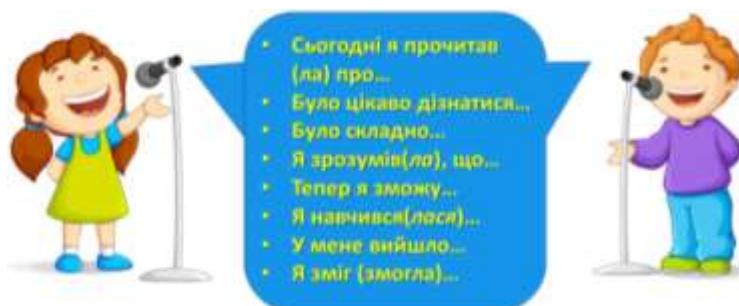 • Сьогодні я прочитав
(ла) про...
• Було цікаво дізнатися...
• Було складно...
• Я зрозумів(ла), що...
• Тепер я зможу...
• Я навчився(лася)...
• У мене вийшло...
• Я зміг (змогла)...